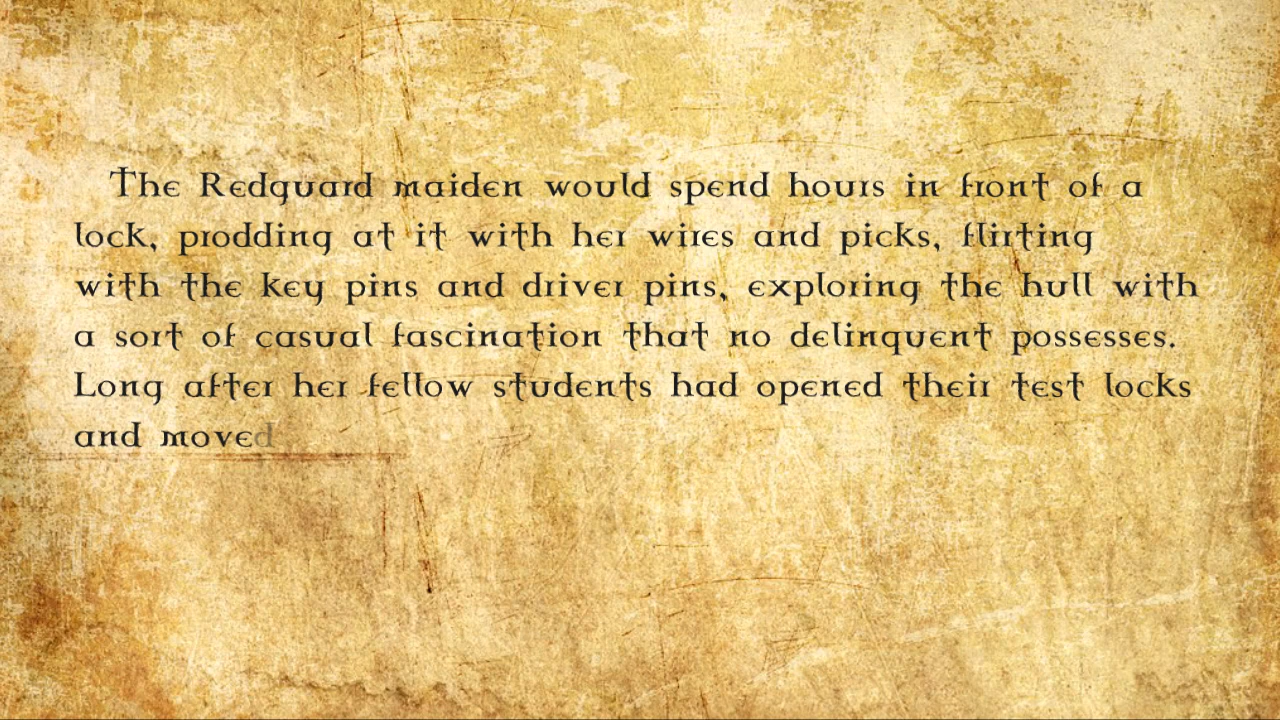 The Redguard maiden would spend hours in front of a
lock, prodding at it with her wires and picks, flirting
with the key pins and driver pins, exploring the hull with
a sort of casual fascination that no delinquent possesses.
Long after her fellow students had opened their test locks
and moved